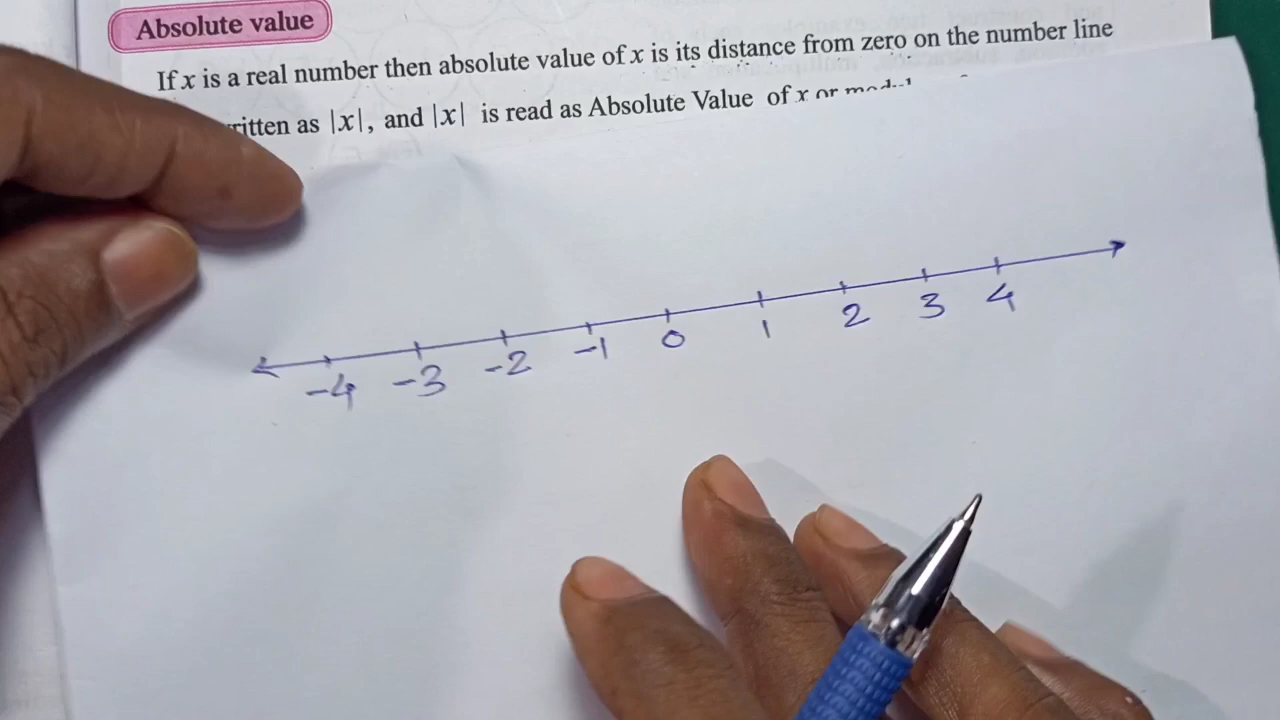 Absolute value
If x is a real number then absolute value of x is its distance from zero on the number line
as |x|, and |x| is read as Absolute Value of x or
-4 -3 -2 -1 0 1 2 3 4